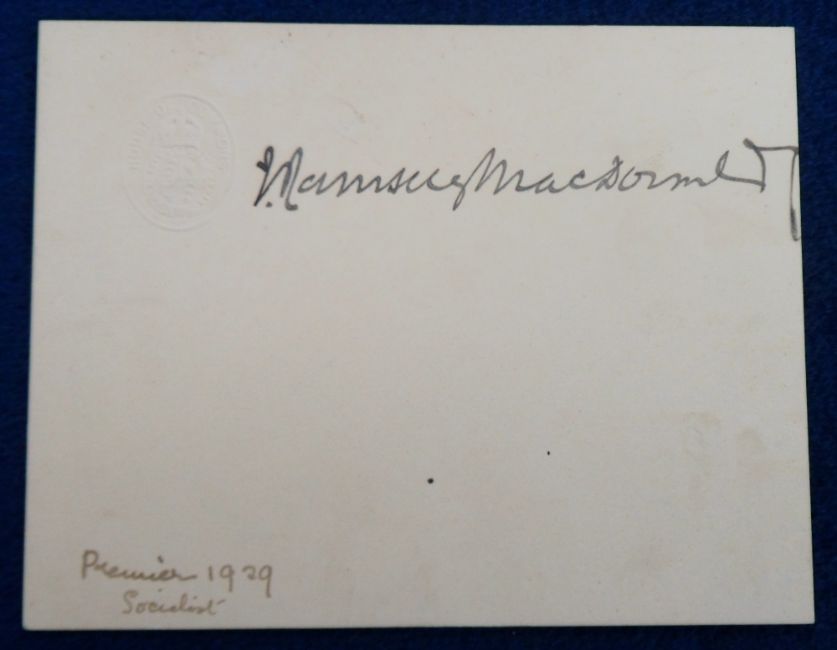 J. Ramsay MacDonald
Premier 1929
Socialist